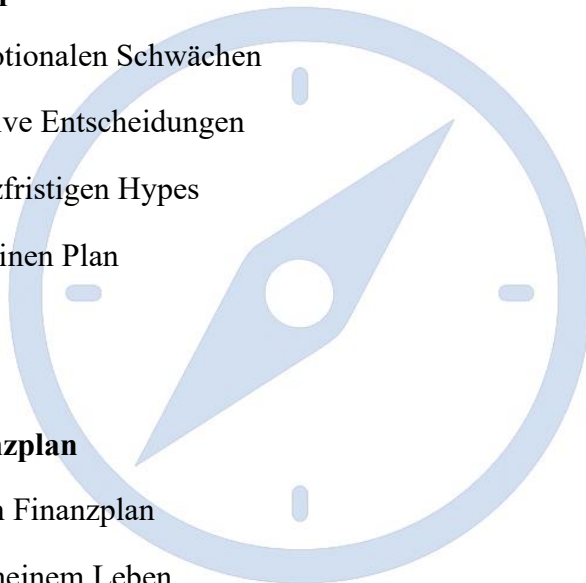 otionalen Schwächen
ive Entscheidungen
zfristigen Hypes
inen Plan
nzplan
n Finanzplan
neinem Leben